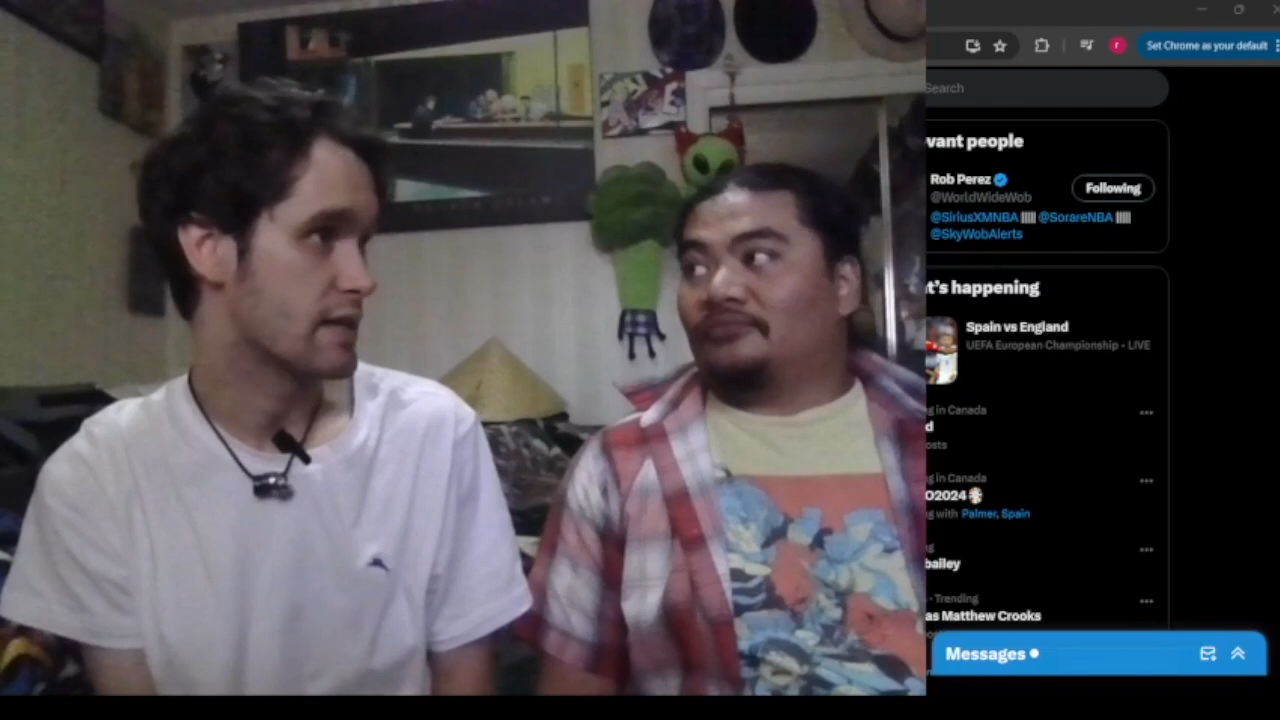 Set Chrome as your default
Search
vant people
Rob Perez
Following
@WorldWideWob
@SiriusXMNBA @SorareNBA
@SkyWobAlerts
t's happening
Spain vs England
UEFA European Championship · LIVE
g in Canada
d
osts
g in Canada
O2024
g with Palmer, Spain
g
bailey
· Trending
as Matthew Crooks
Messages